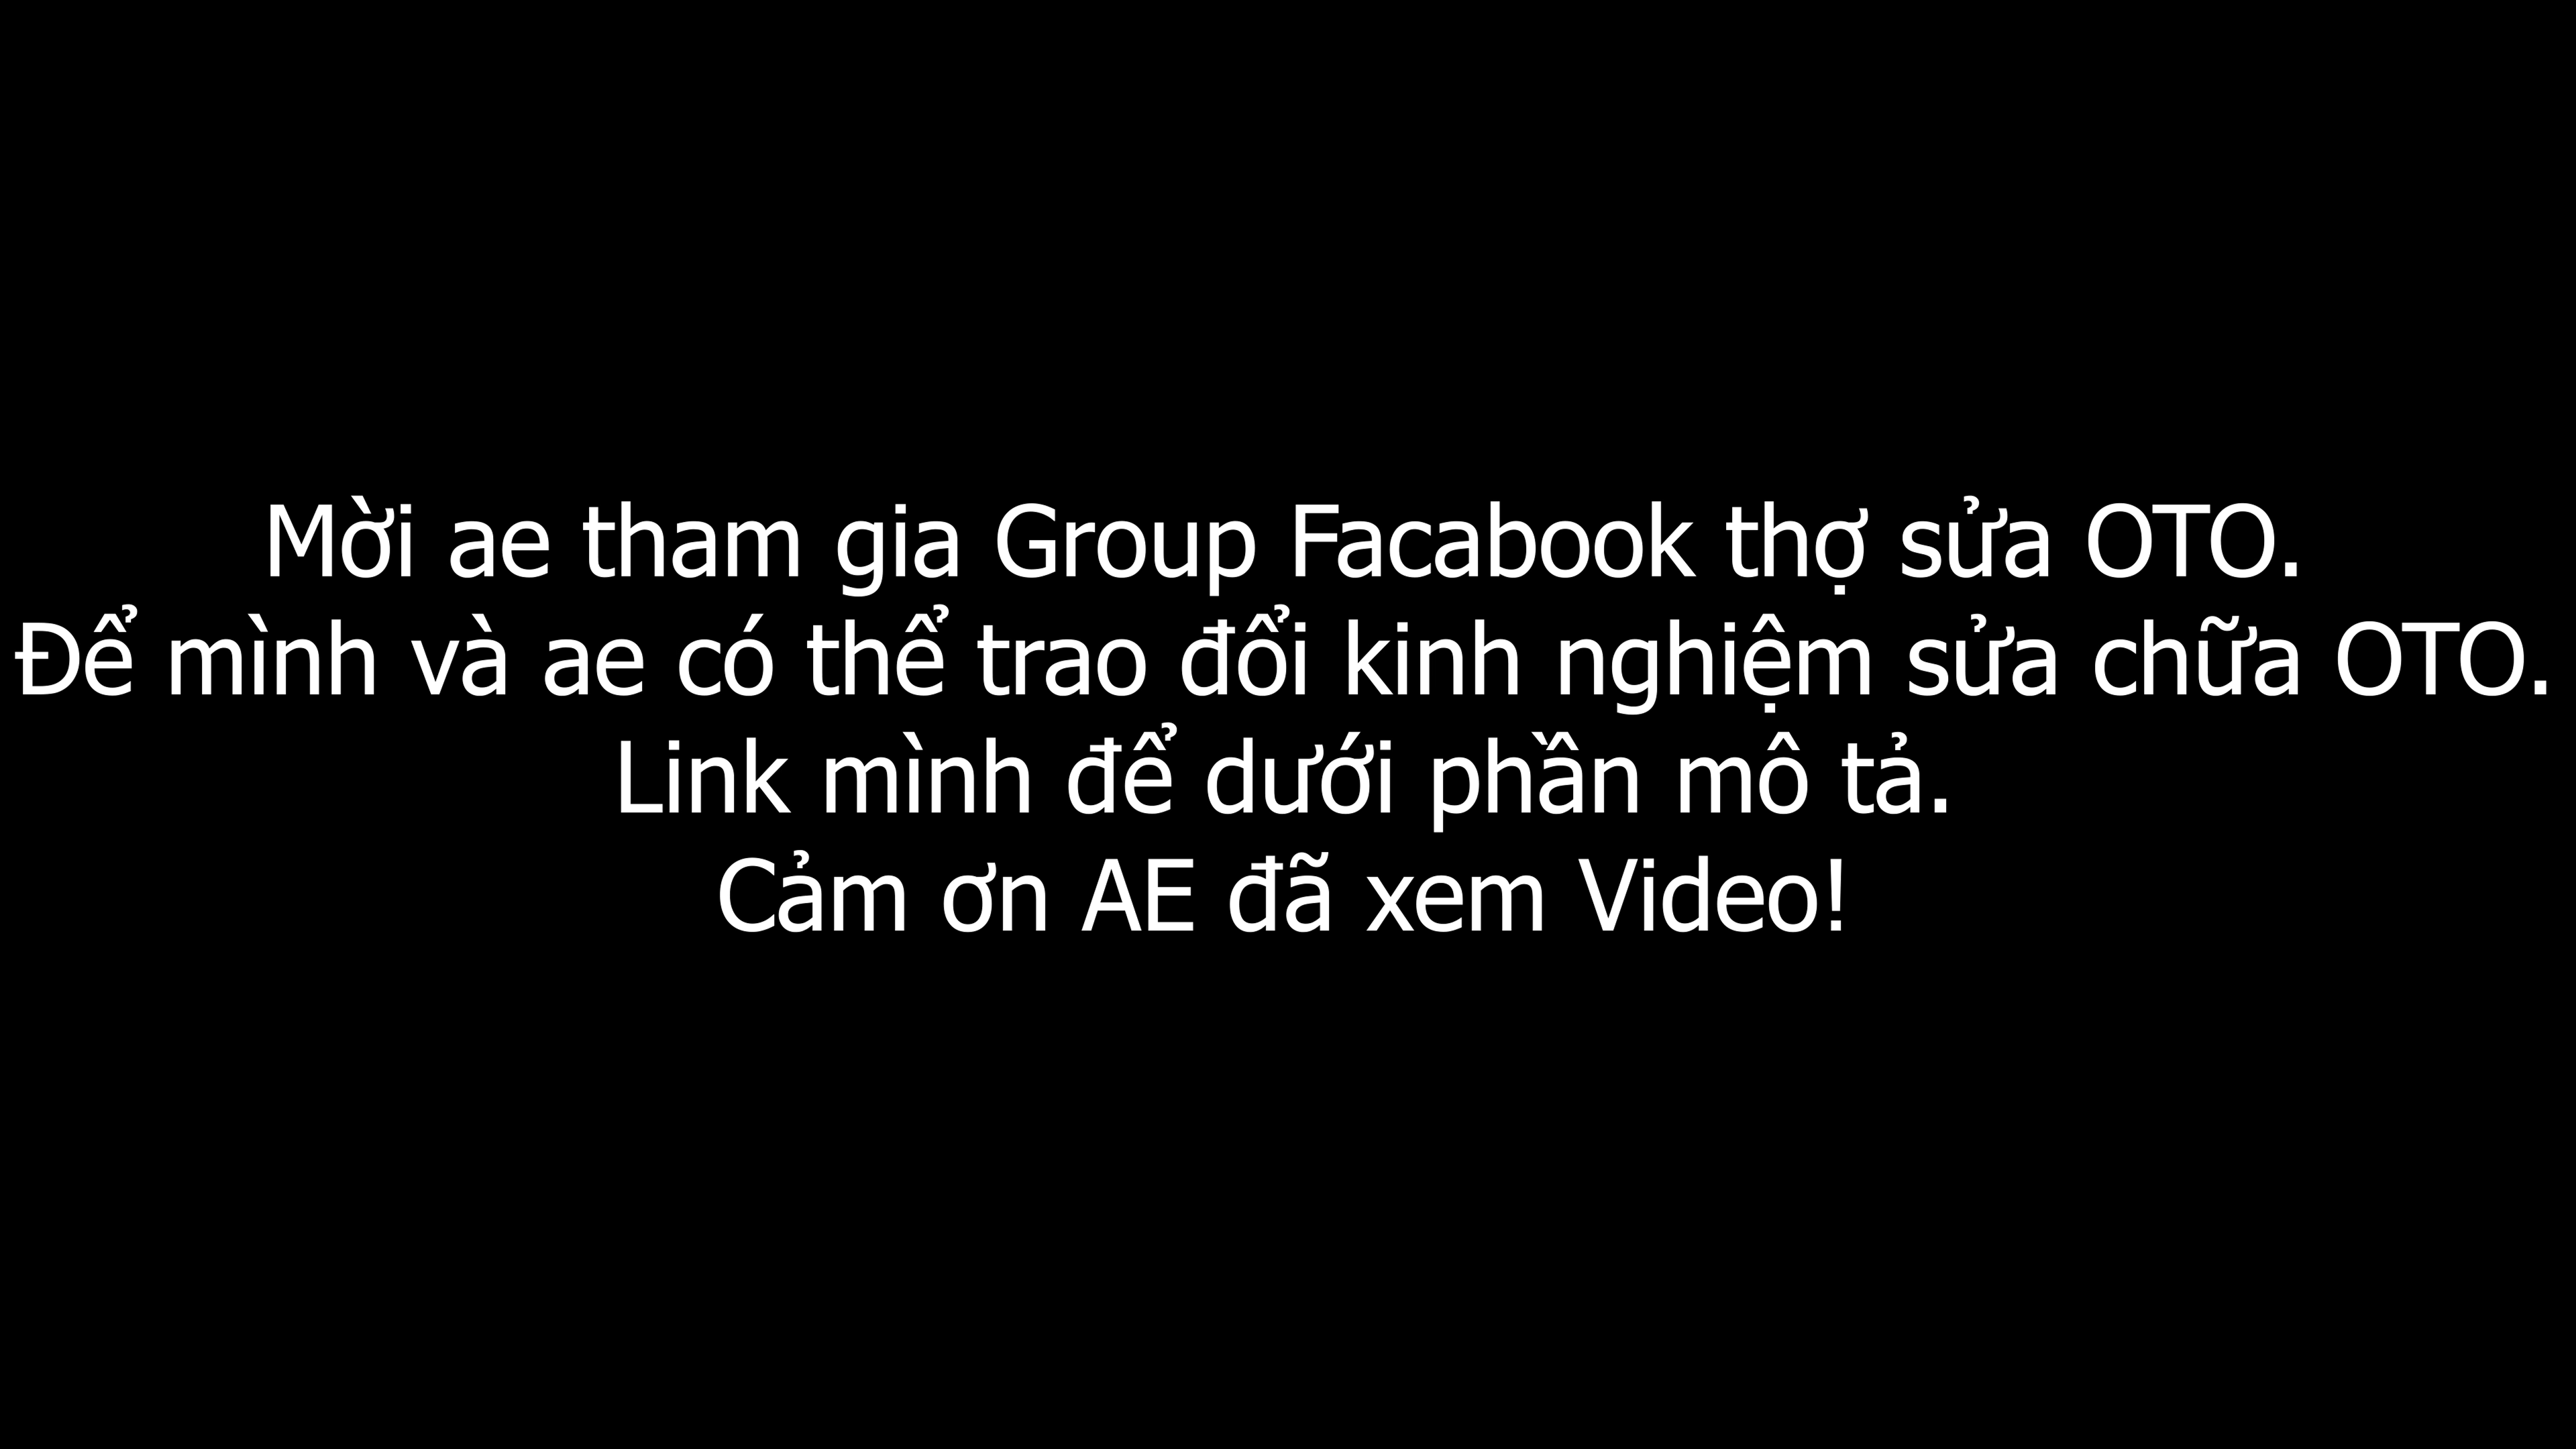 Mời ae tham gia Group Facabook thợ sửa OTO.
Để mình và ae có thể trao đổi kinh nghiệm sửa chữa OTO.
Link mình để dưới phần mô tả.
Cảm ơn AE đã xem Video!